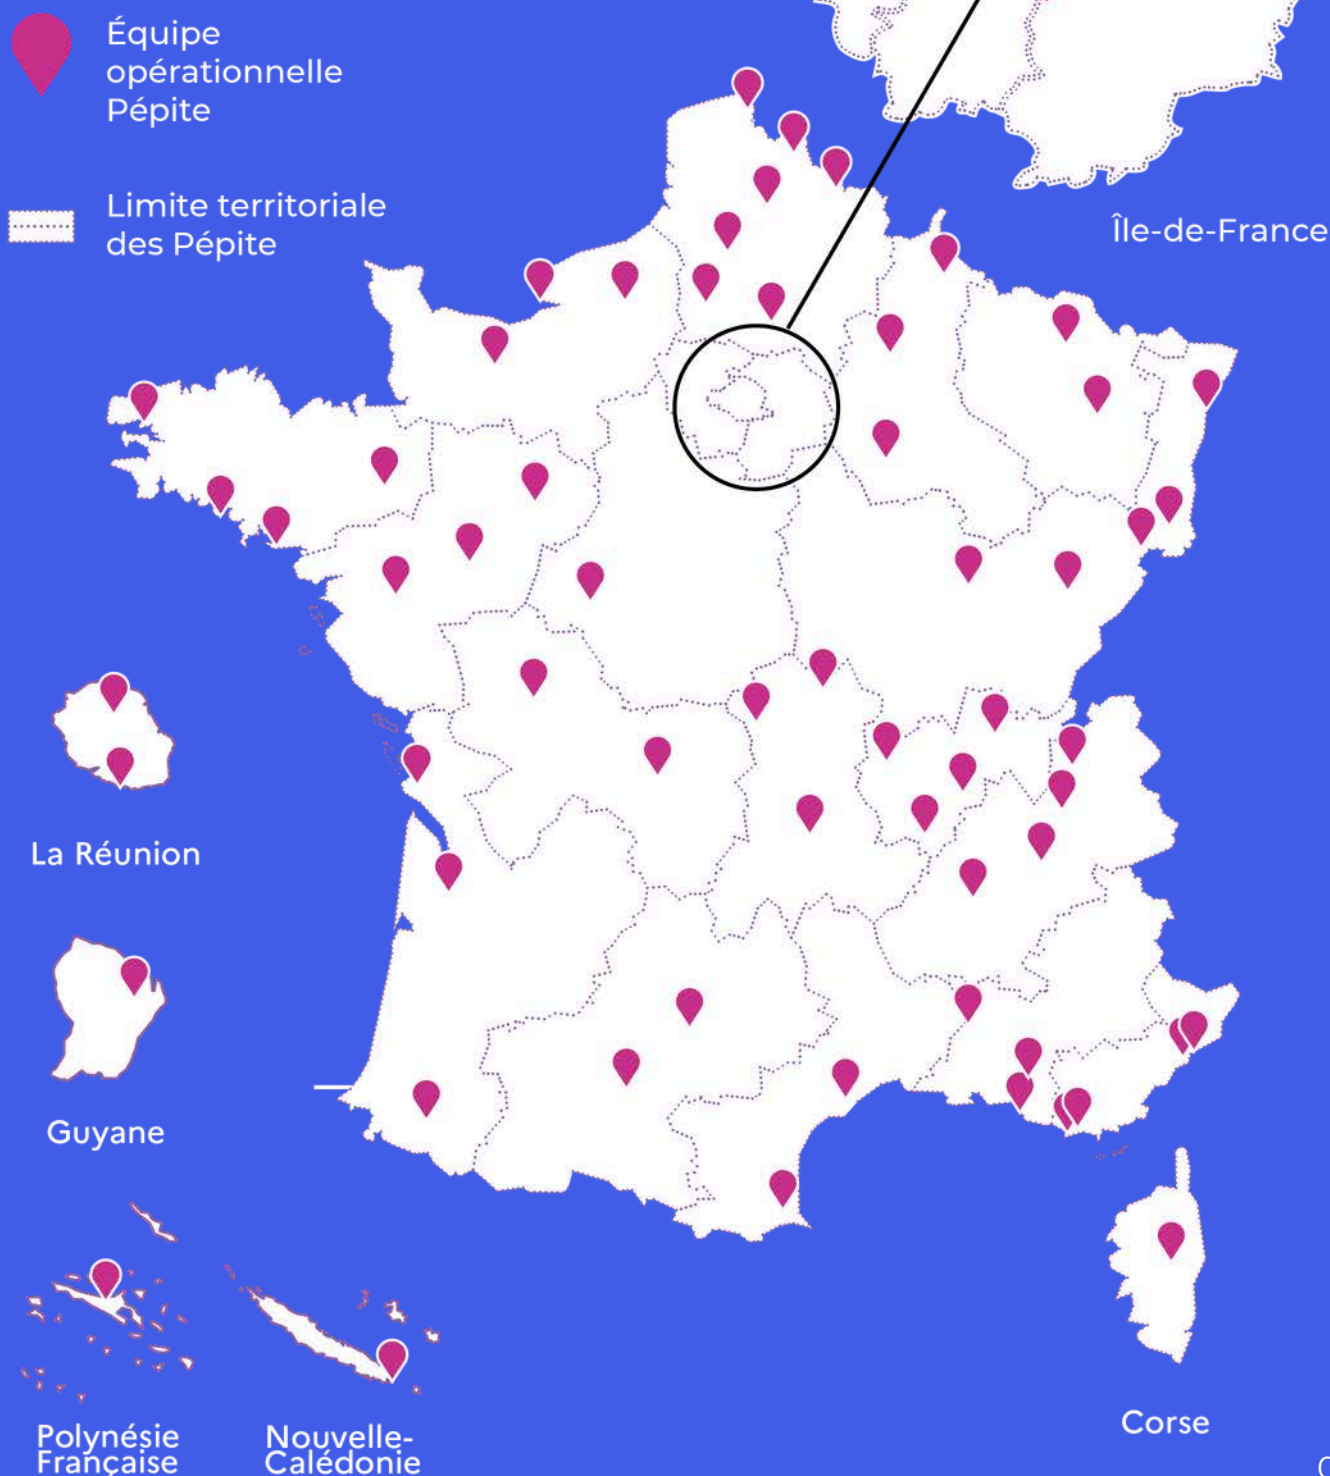 Équipe
opérationnelle
Pépite
Limite territoriale
des Pépite
Île-de-France
La Réunion
Guyane
Polynésie
Française
Nouvelle-
Calédonie
Corse